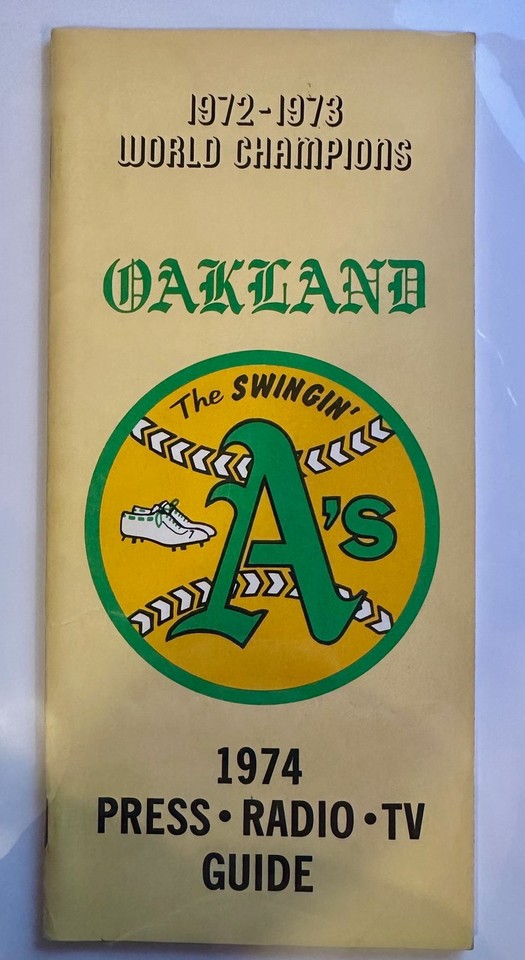 1972-1973
WORLD CHAMPIONS
OAKLAND
The SWINGIN'
A's
1974
PRESS • RADIO • TV
GUIDE